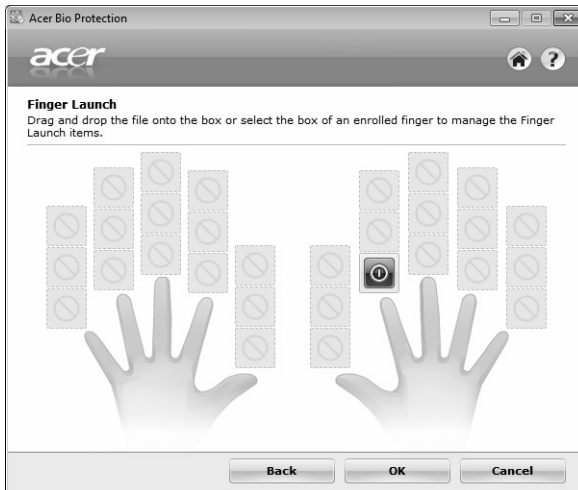 Acer Bio Protection
acer
?
Finger Launch
Drag and drop the file onto the box or select the box of an enrolled finger to manage the Finger
Launch items.
Back OK Cancel